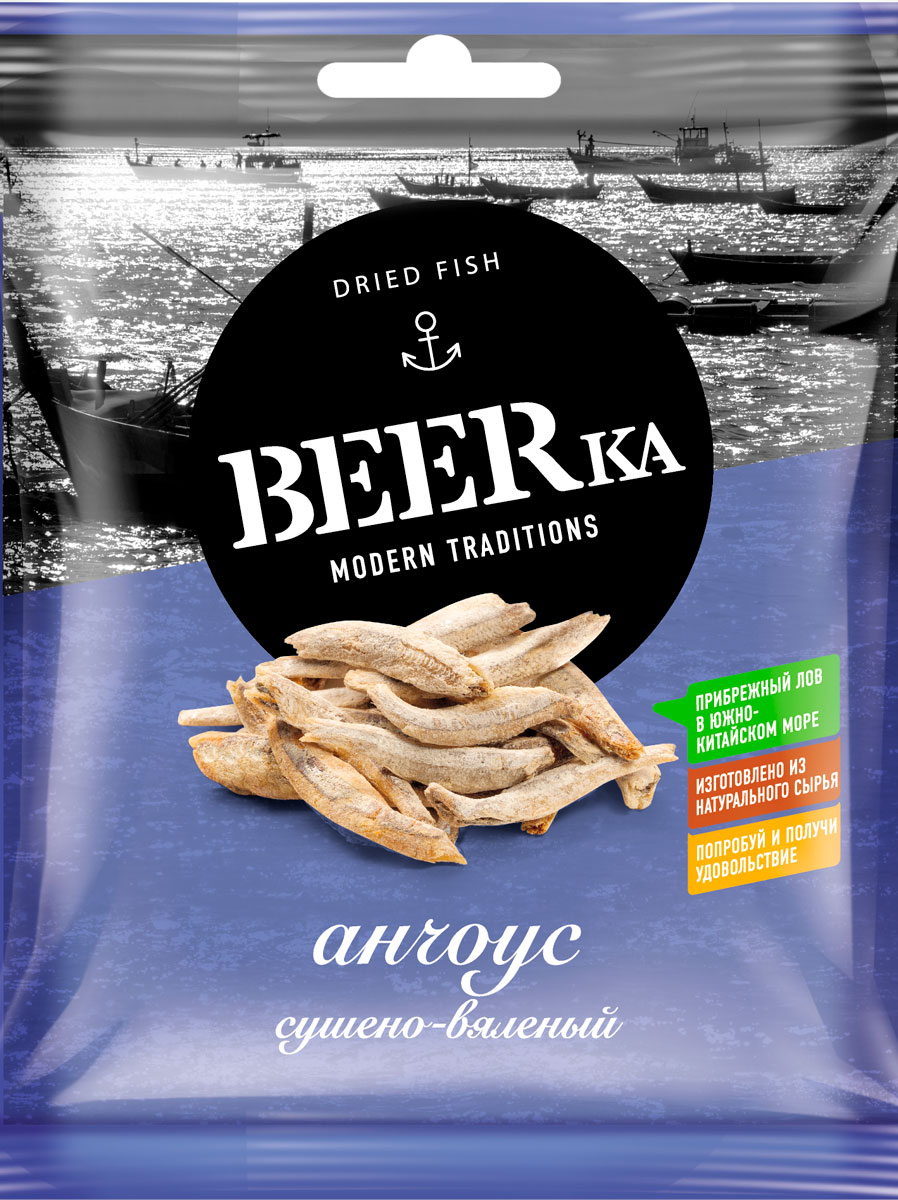 DRIED FISH
BEERKA
MODERN TRADITIONS
ПРИБРЕЖНЫЙ ЛОВ
В ЮЖНО-
КИТАЙСКОМ МОРЕ
ИЗГОТОВЛЕНО ИЗ
НАТУРАЛЬНОГО СЫРЬЯ
ПОПРОБУЙ И ПОЛУЧИ
УДОВОЛЬСТВИЕ
анчоус
сушено-вяленый